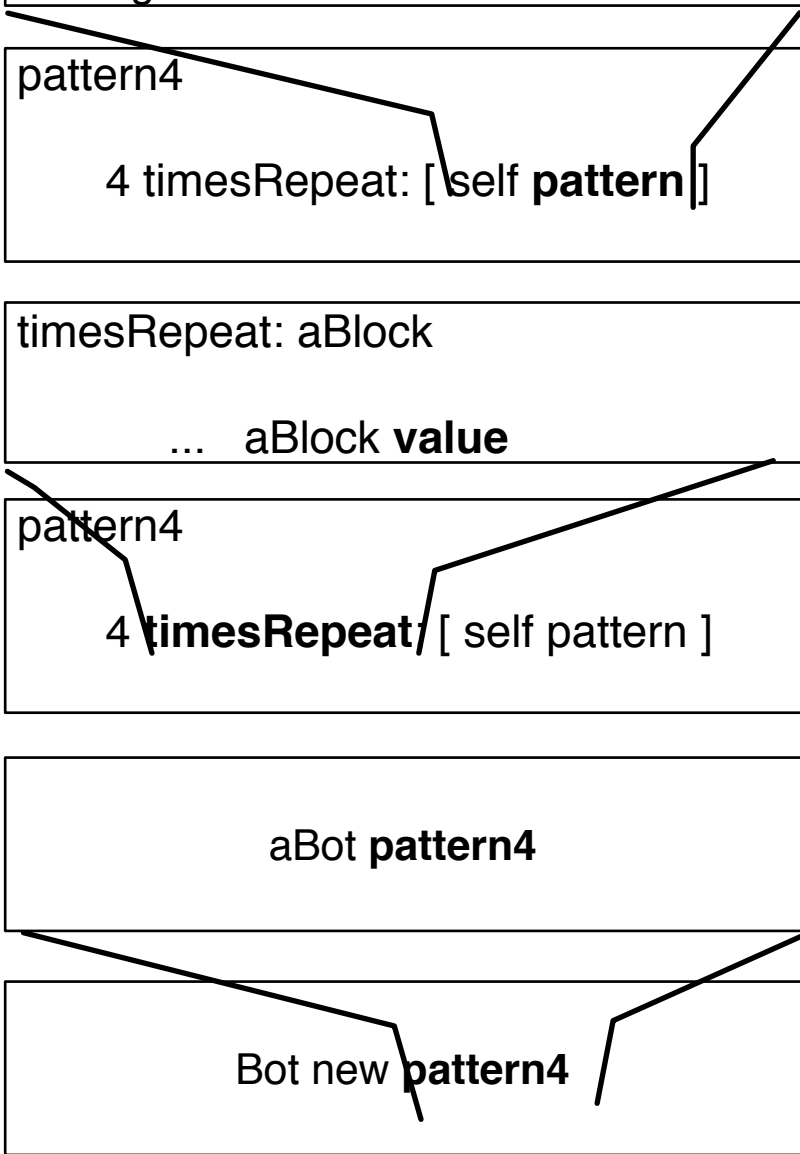 pattern4
4 timesRepeat: [ self pattern ]
timesRepeat: aBlock
... aBlock value
pattern4
4 timesRepeat: [ self pattern ]
aBot pattern4
Bot new pattern4